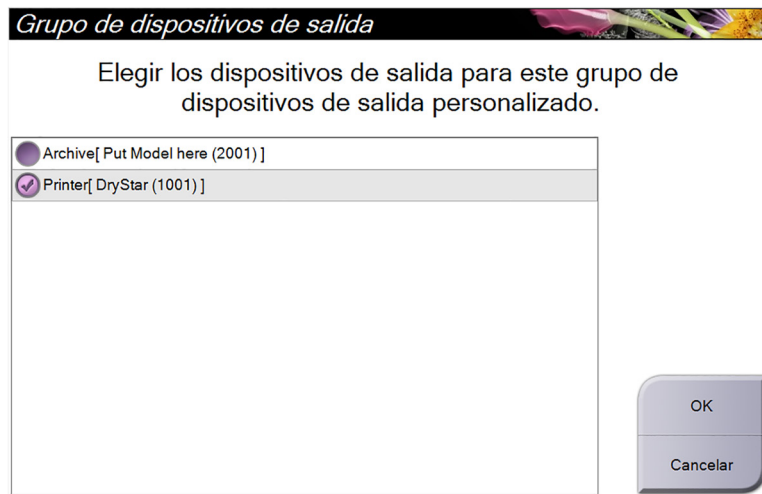 Grupo de dispositivos de salida
Elegir los dispositivos de salida para este grupo de
dispositivos de salida personalizado.
Archive[ Put Model here (2001) ]
Printer[ DryStar (1001) ]
OK
Cancelar